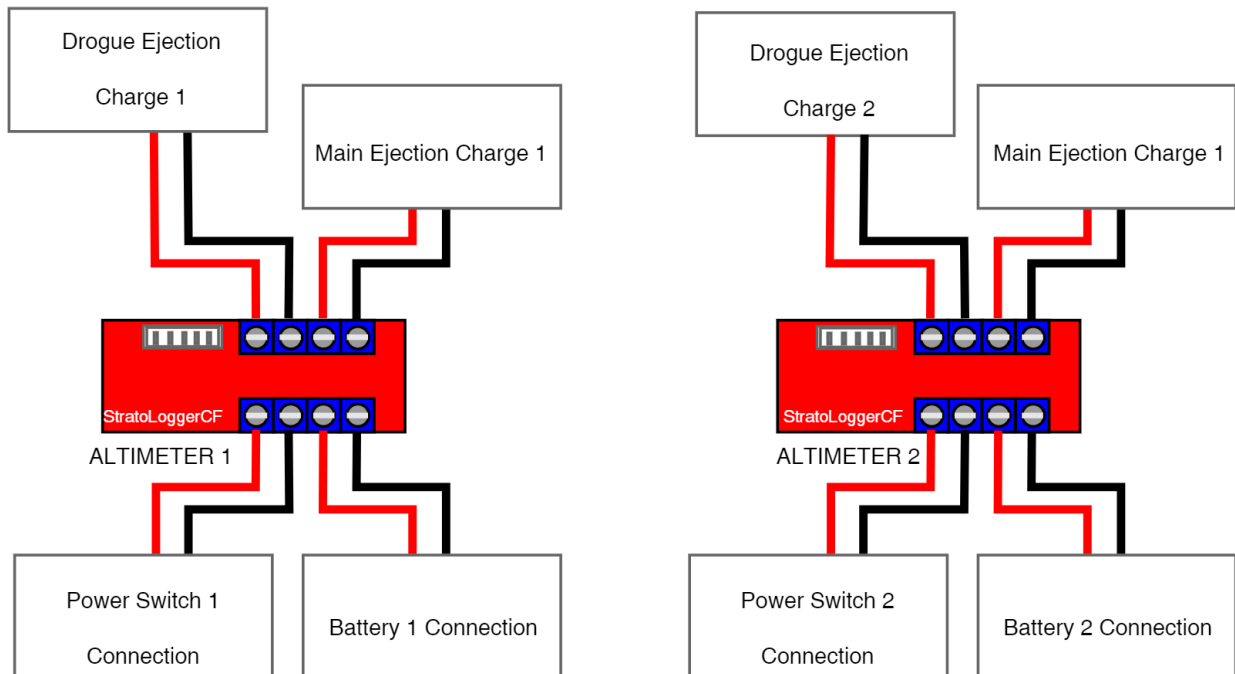 Drogue Ejection
Charge 1
Main Ejection Charge 1
StratoLoggerCF
ALTIMETER 1
Power Switch 1
Connection
Battery 1 Connection
Drogue Ejection
Charge 2
Main Ejection Charge 1
StratoLoggerCF
ALTIMETER 2
Power Switch 2
Connection
Battery 2 Connection